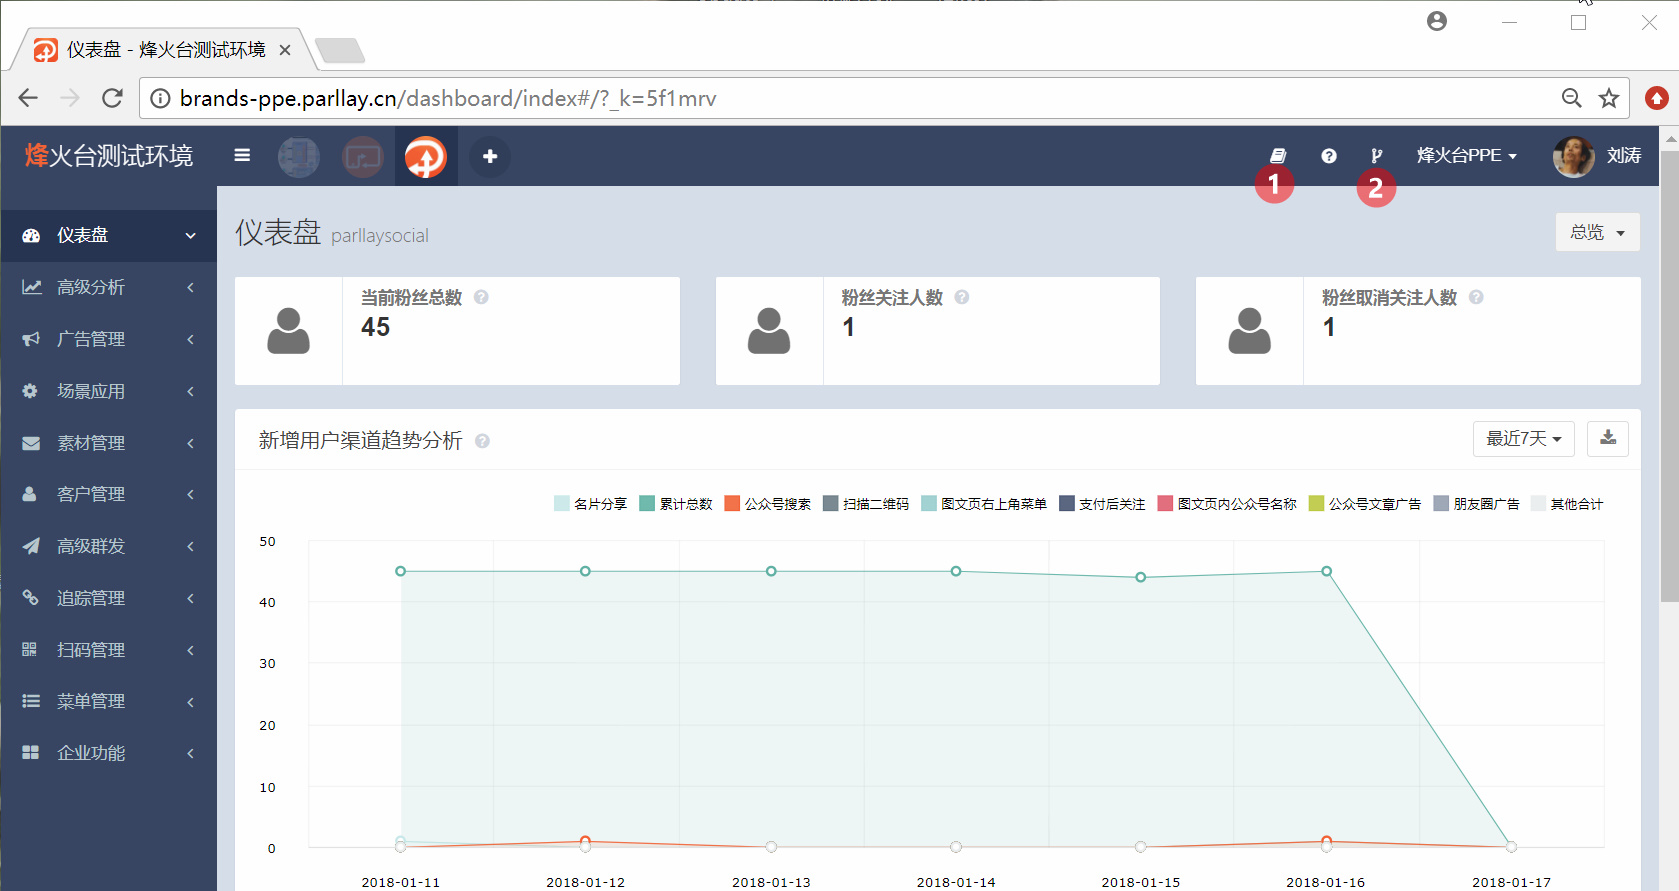 仪表盘 - 烽火台测试环境
brands-ppe.parllay.cn/dashboard/index#/?_k=5f1mrv
烽火台测试环境
烽火台PPE
刘涛
1
2
仪表盘
高级分析
广告管理
场景应用
素材管理
客户管理
高级群发
追踪管理
扫码管理
菜单管理
企业功能
仪表盘 parllaysocial
总览
当前粉丝总数
45
粉丝关注人数
1
粉丝取消关注人数
1
新增用户渠道趋势分析
最近7天
名片分享 累计总数 公众号搜索 扫描二维码 图文页右上角菜单 支付后关注 图文页内公众号名称 公众号文章广告 朋友圈广告 其他合计
50
40
30
20
10
0
2018-01-11 2018-01-12 2018-01-13 2018-01-14 2018-01-15 2018-01-16 2018-01-17